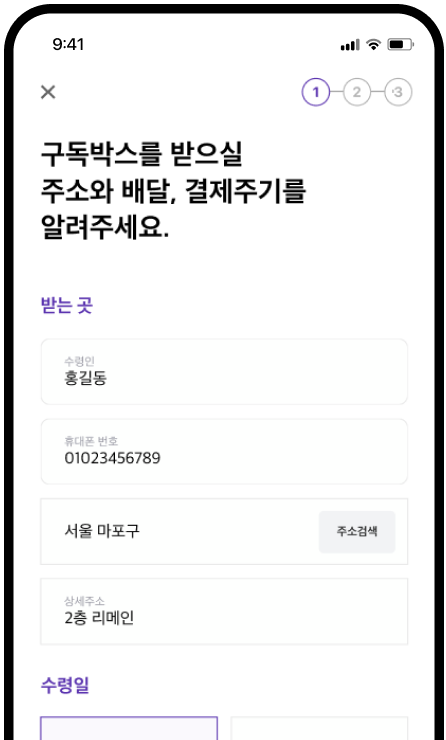 9:41
1 2 3
구독박스를 받으실
주소와 배달, 결제주기를
알려주세요.
받는 곳
수령인
홍길동
휴대폰 번호
01023456789
서울 마포구
주소검색
상세주소
2층 리메인
수령일